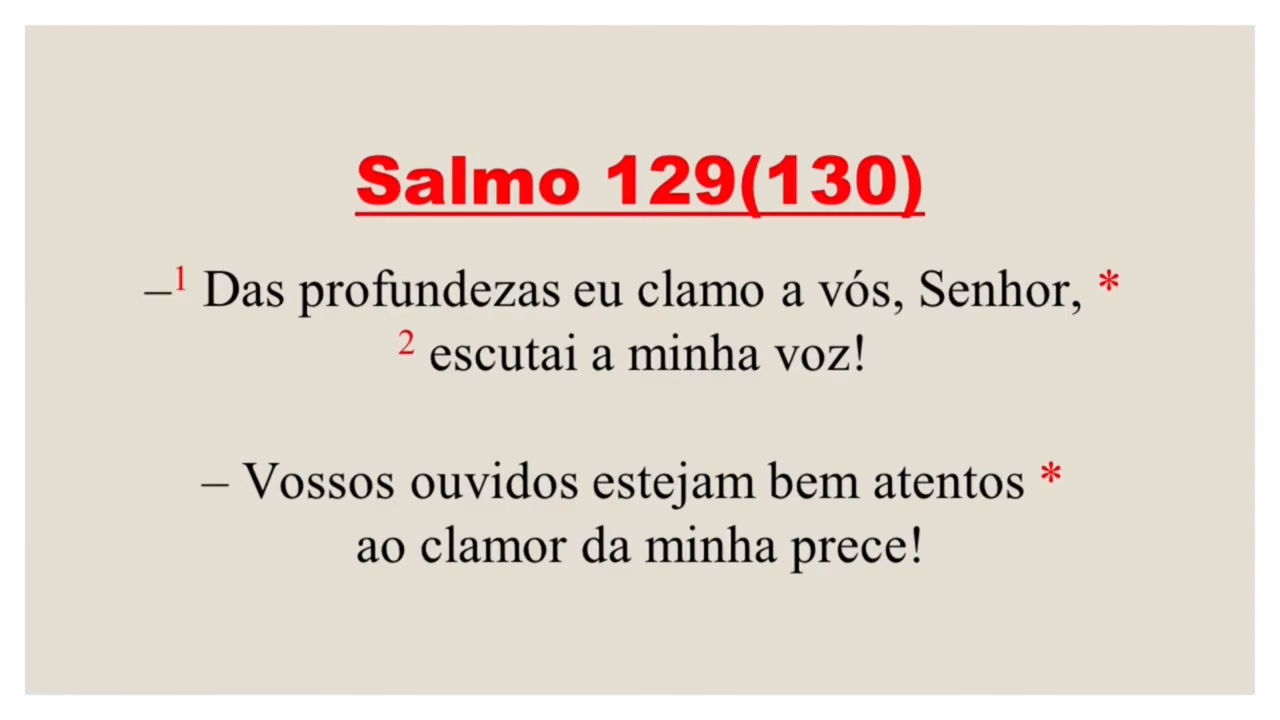 Salmo 129(130)
–¹ Das profundezas eu clamo a vós, Senhor, *
² escutai a minha voz!
– Vossos ouvidos estejam bem atentos *
ao clamor da minha prece!